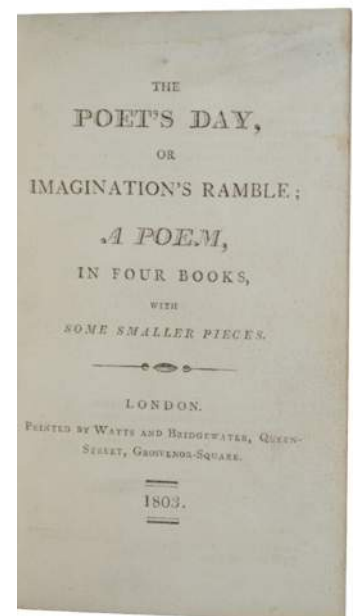 THE
POET'S DAY,
OR
IMAGINATION'S RAMBLE;
A POEM,
IN FOUR BOOKS,
WITH
SOME SMALLER PIECES.
LONDON.
PRINTED BY WATTS AND BRIDGEWATER, QUEEN-
STREET, GROSVENOR-SQUARE.
1803.